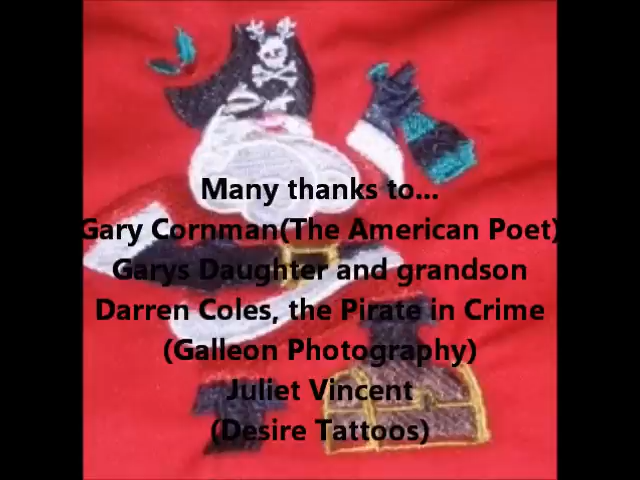 Many thanks to...
Gary Cornman(The American Poet)
Garys Daughter and grandson
Darren Coles, the Pirate in Crime
(Galleon Photography)
Juliet Vincent
(Desire Tattoos)